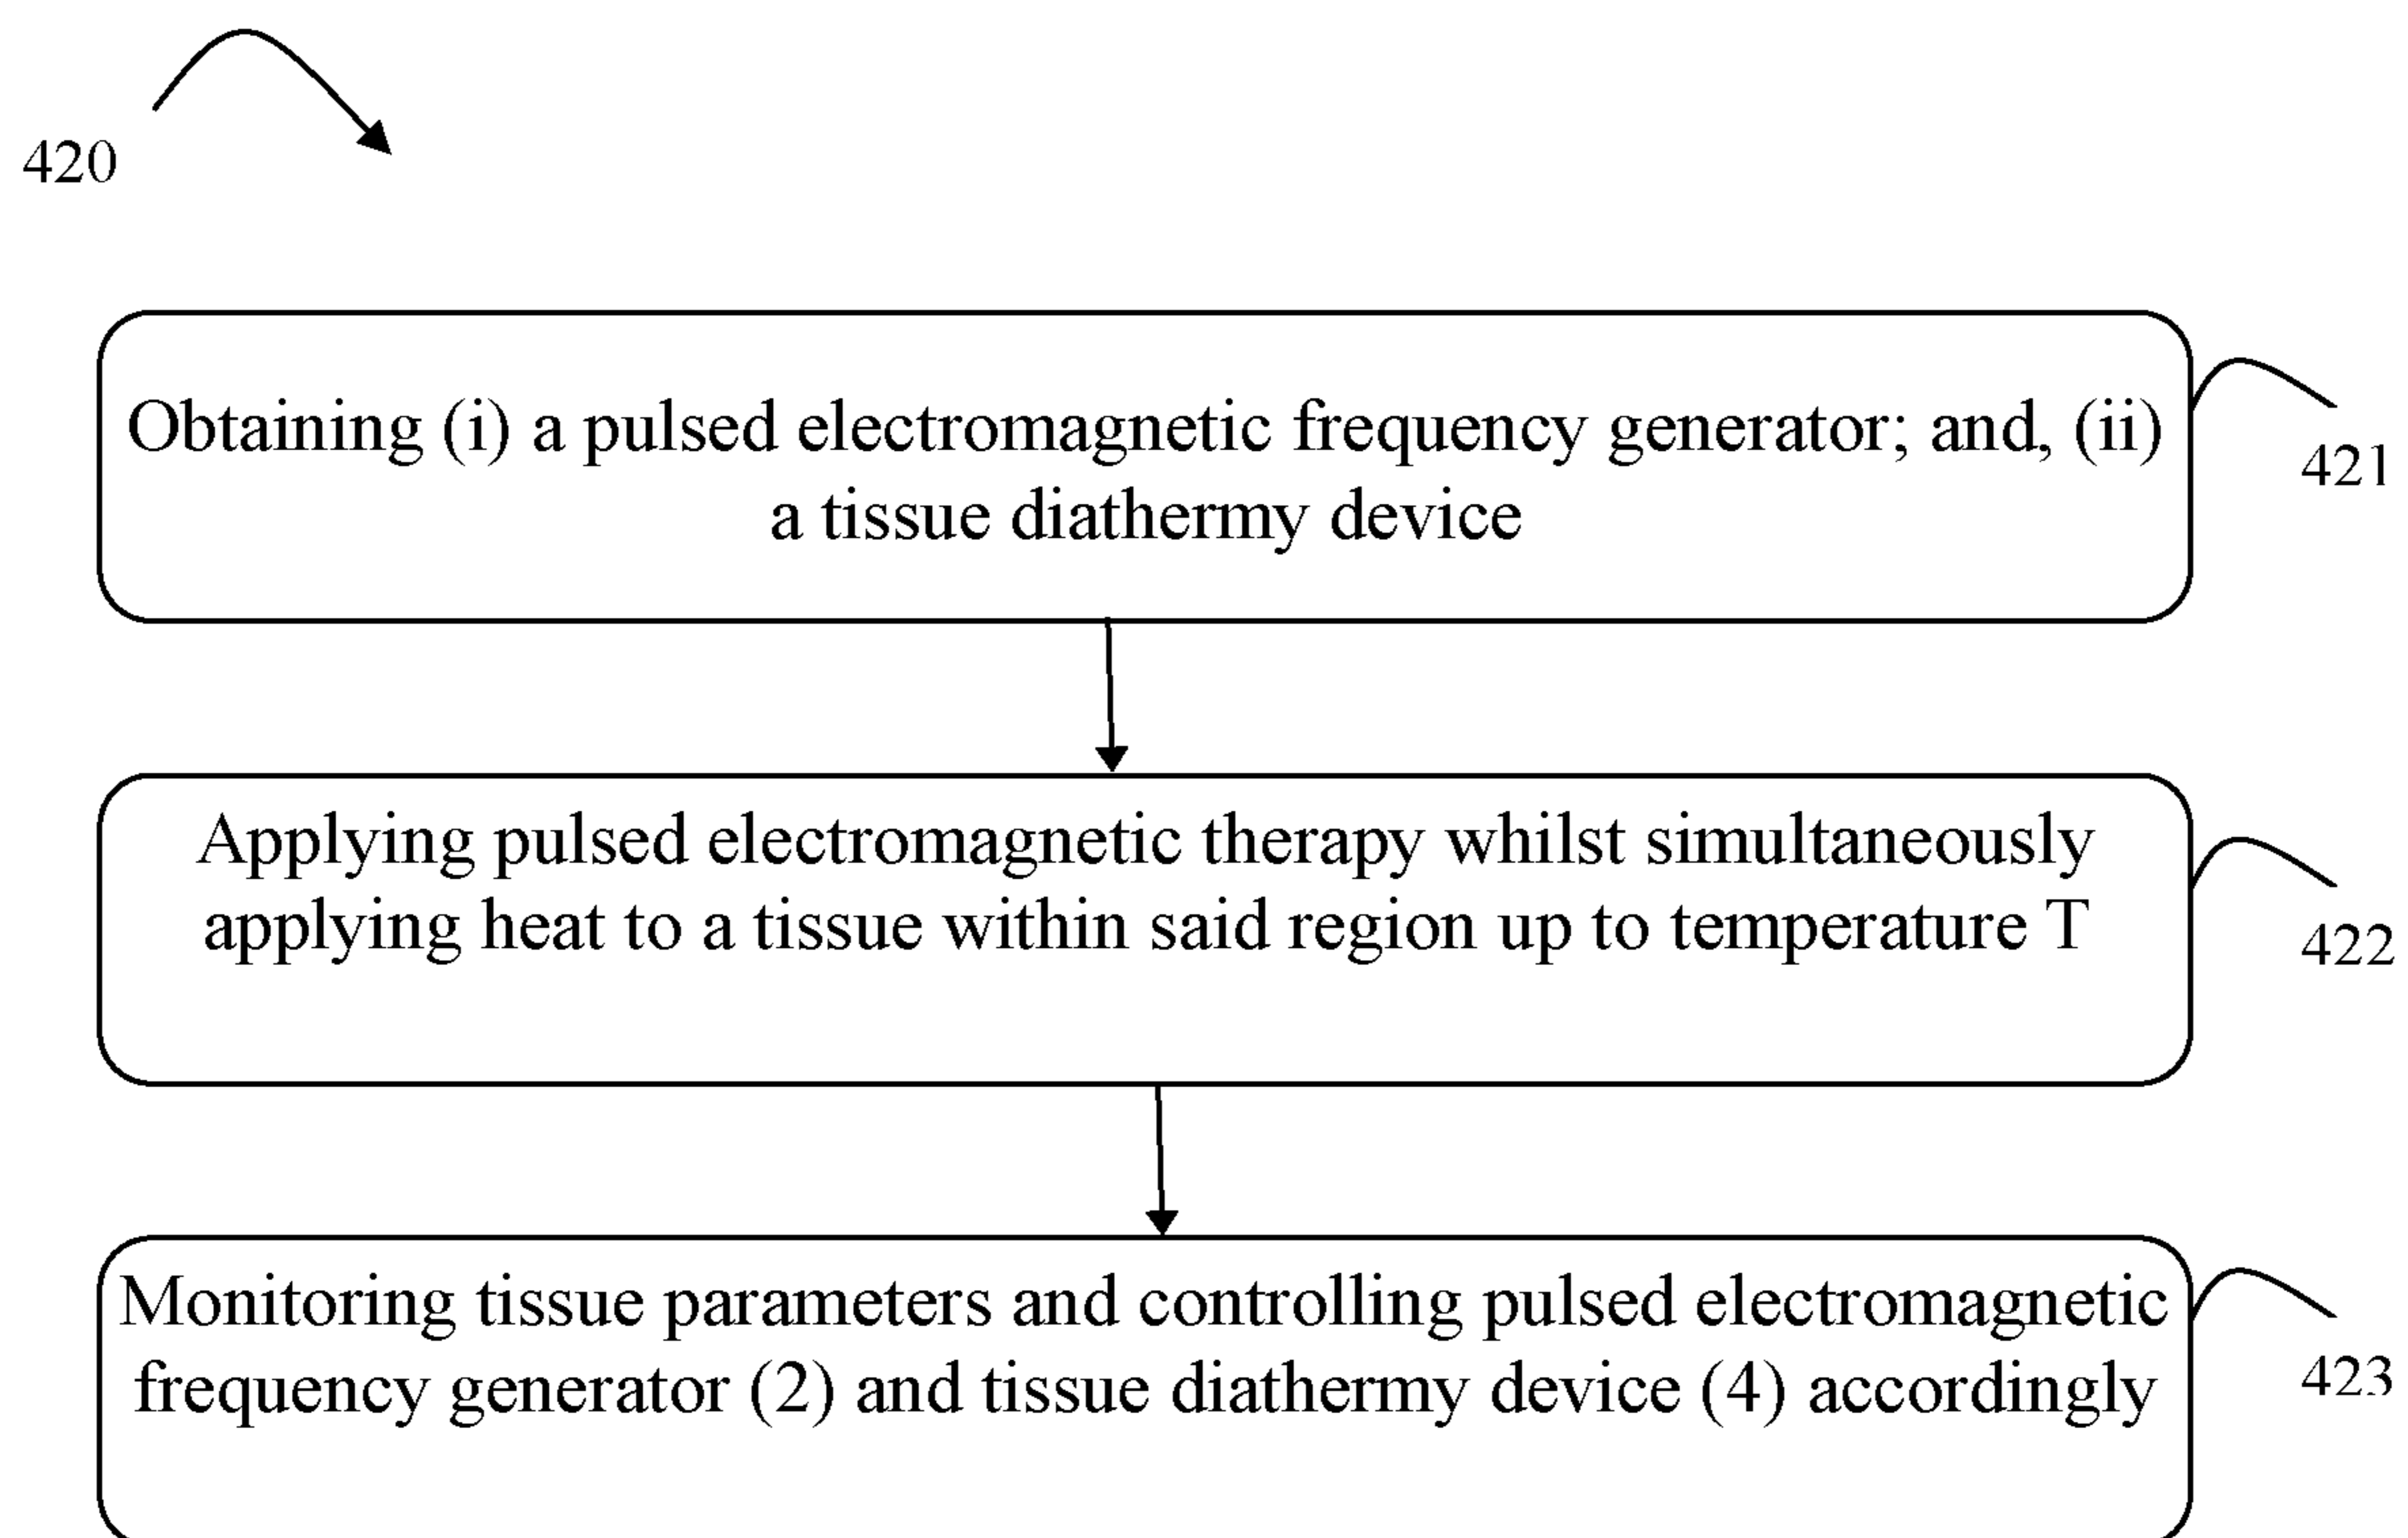 420
Obtaining (i) a pulsed electromagnetic frequency generator; and, (ii)
a tissue diathermy device
421
Applying pulsed electromagnetic therapy whilst simultaneously
applying heat to a tissue within said region up to temperature T
422
Monitoring tissue parameters and controlling pulsed electromagnetic
frequency generator (2) and tissue diathermy device (4) accordingly
423